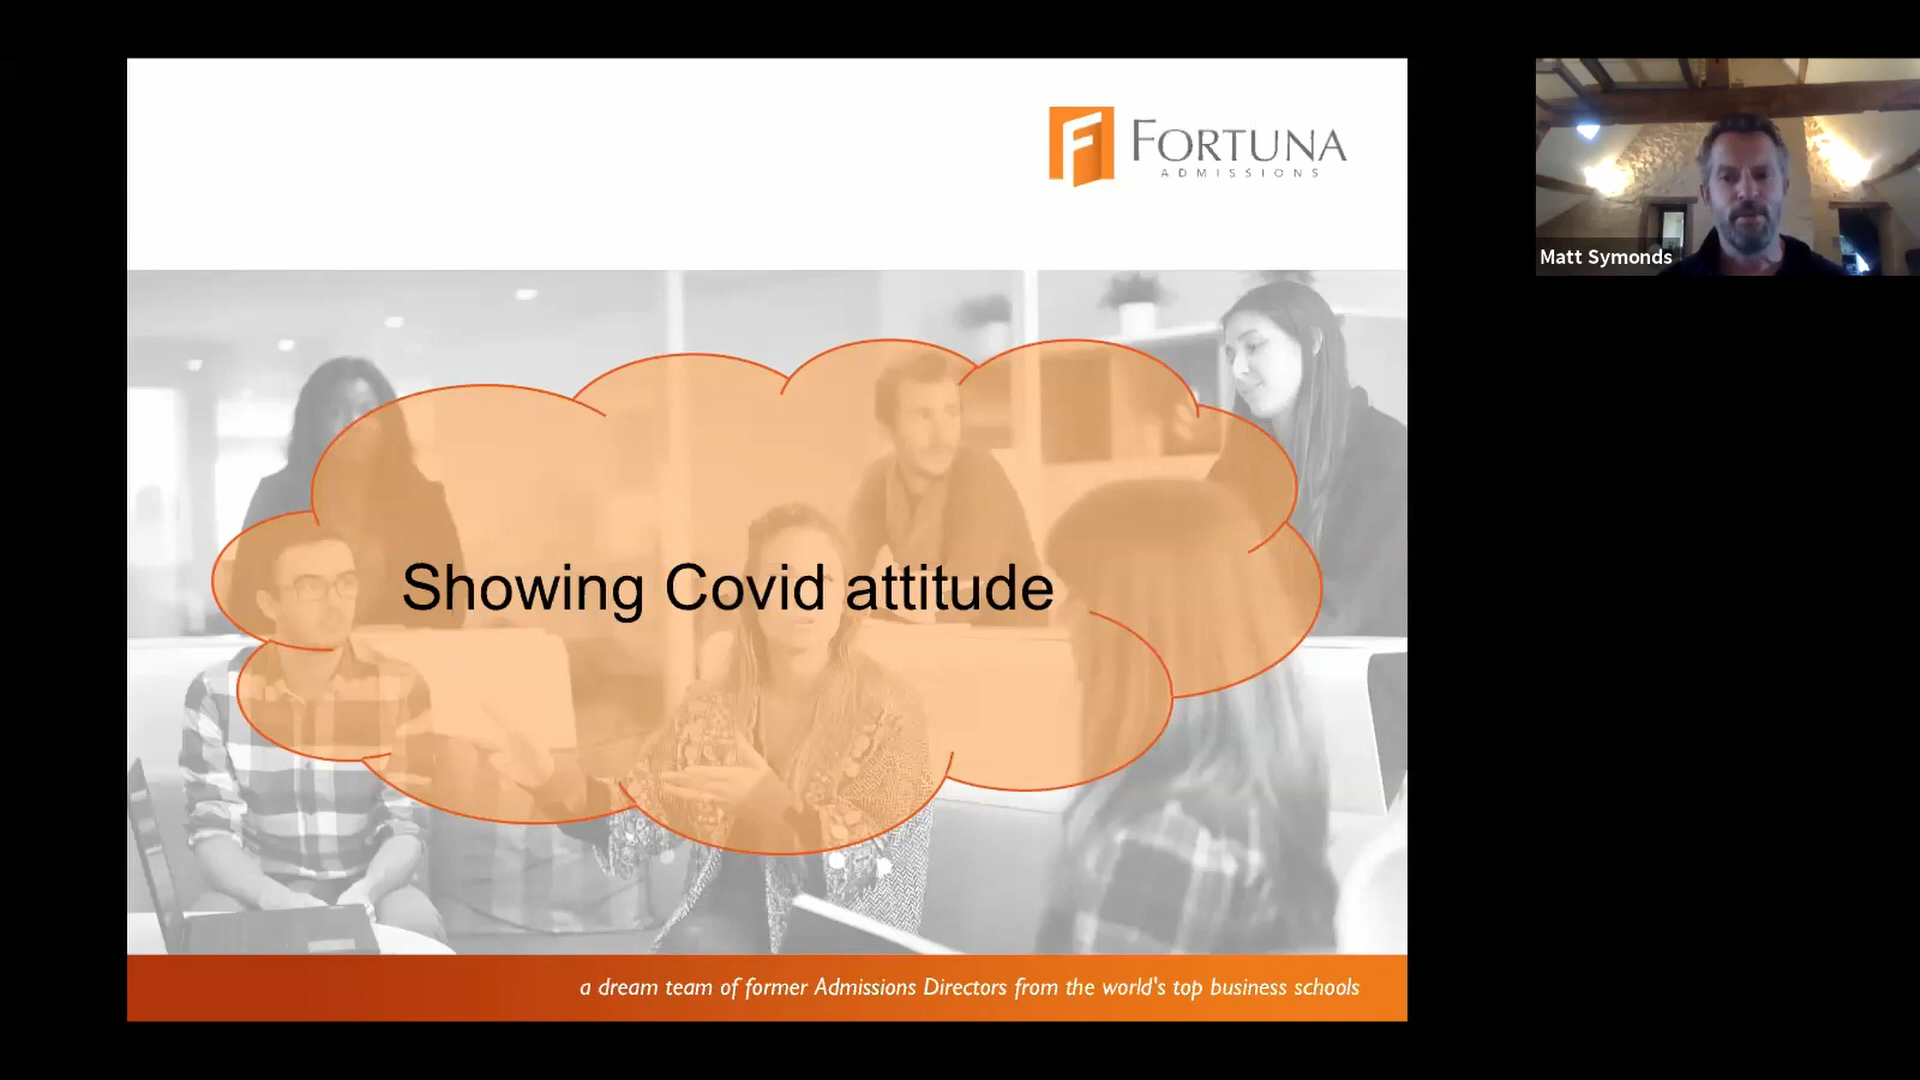 FORTUNA
ADMISSIONS
Matt Symonds
Showing Covid attitude
a dream team of former Admissions Directors from the world's top business schools